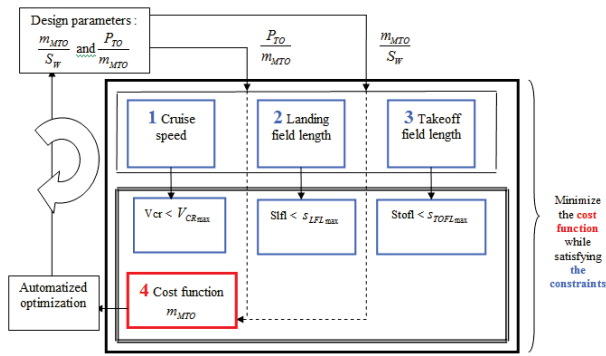 Design parameters :
m_MTO / S_W and P_TO / m_MTO
P_TO / m_MTO
m_MTO / S_W
1 Cruise
speed
2 Landing
field length
3 Takeoff
field length
Vcr < V_CRmax
Slfl < s_LFLmax
Stofl < s_TOFLmax
4 Cost function
m_MTO
Automatized
optimization
Minimize
the cost
function
while
satisfying
the
constraints